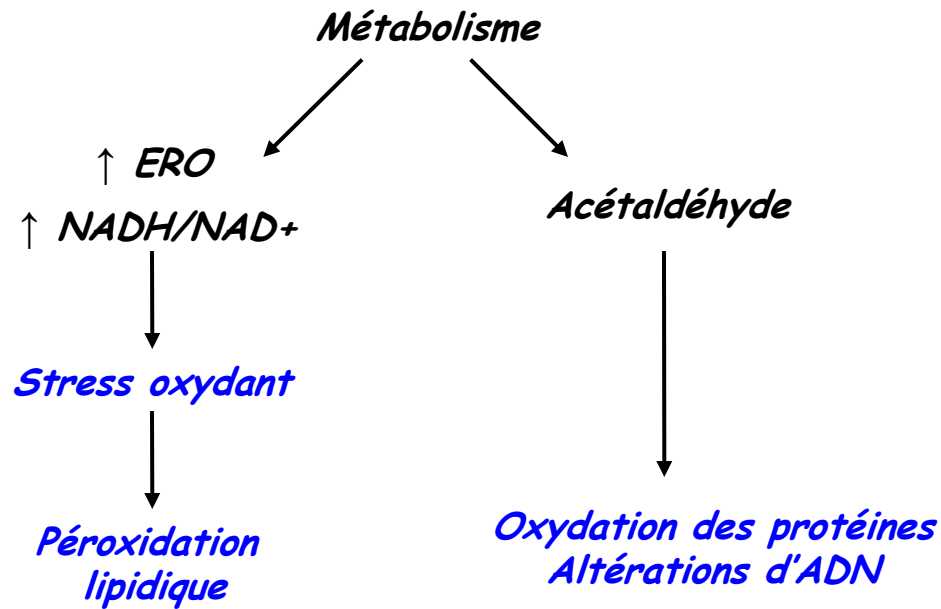 Métabolisme
↑ ERO
↑ NADH/NAD+
Acétaldéhyde
Stress oxydant
Péroxidation
lipidique
Oxydation des protéines
Altérations d'ADN